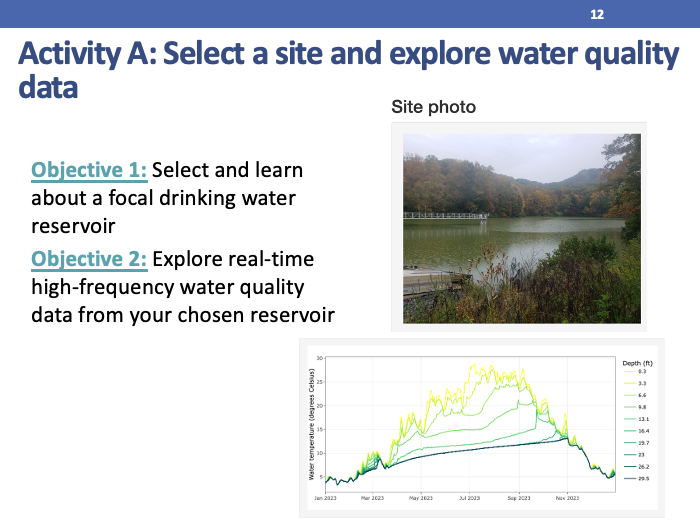 12
Activity A: Select a site and explore water quality
data
Site photo
Objective 1: Select and learn
about a focal drinking water
reservoir
Objective 2: Explore real-time
high-frequency water quality
data from your chosen reservoir
Water temperature (degrees Celsius)
30
25
20
15
10
5
Jan 2023 Mar 2023 May 2023 Jul 2023 Sep 2023 Nov 2023
Depth (ft)
0.3
3.3
6.6
9.8
13.1
16.4
19.7
23
26.2
29.5